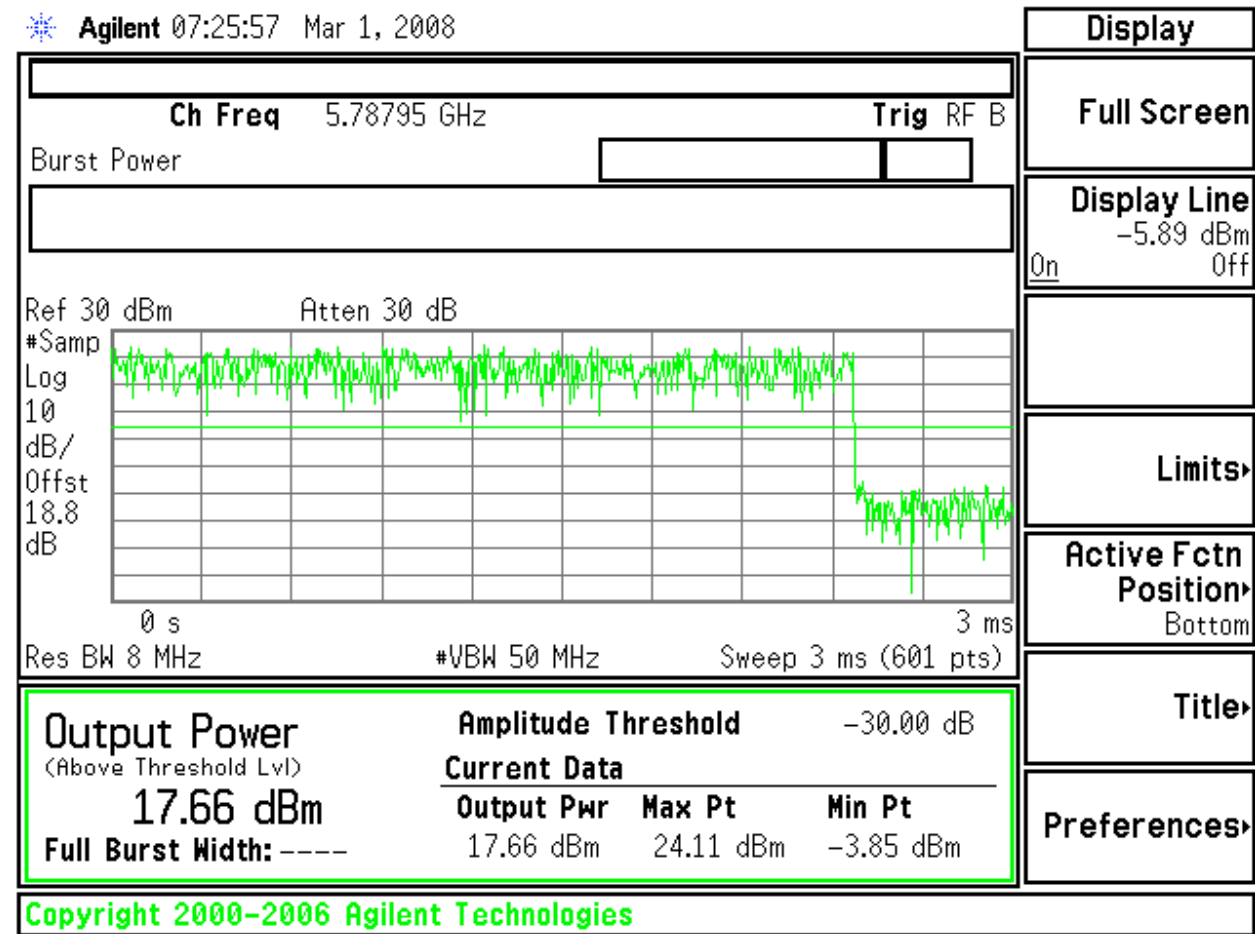 Agilent 07:25:57 Mar 1, 2008
Ch Freq 5.78795 GHz Trig RF B
Burst Power
Ref 30 dBm Atten 30 dB
#Samp
Log
10
dB/
Offst
18.8
dB
0 s 3 ms
Res BW 8 MHz #VBW 50 MHz Sweep 3 ms (601 pts)
Output Power
(Above Threshold Lvl)
17.66 dBm
Full Burst Width: ----
Amplitude Threshold -30.00 dB
Current Data
Output Pwr Max Pt Min Pt
17.66 dBm 24.11 dBm -3.85 dBm
Copyright 2000-2006 Agilent Technologies
Display
Full Screen
Display Line
-5.89 dBm
On Off
Limits▸
Active Fctn
Position▸
Bottom
Title▸
Preferences▸